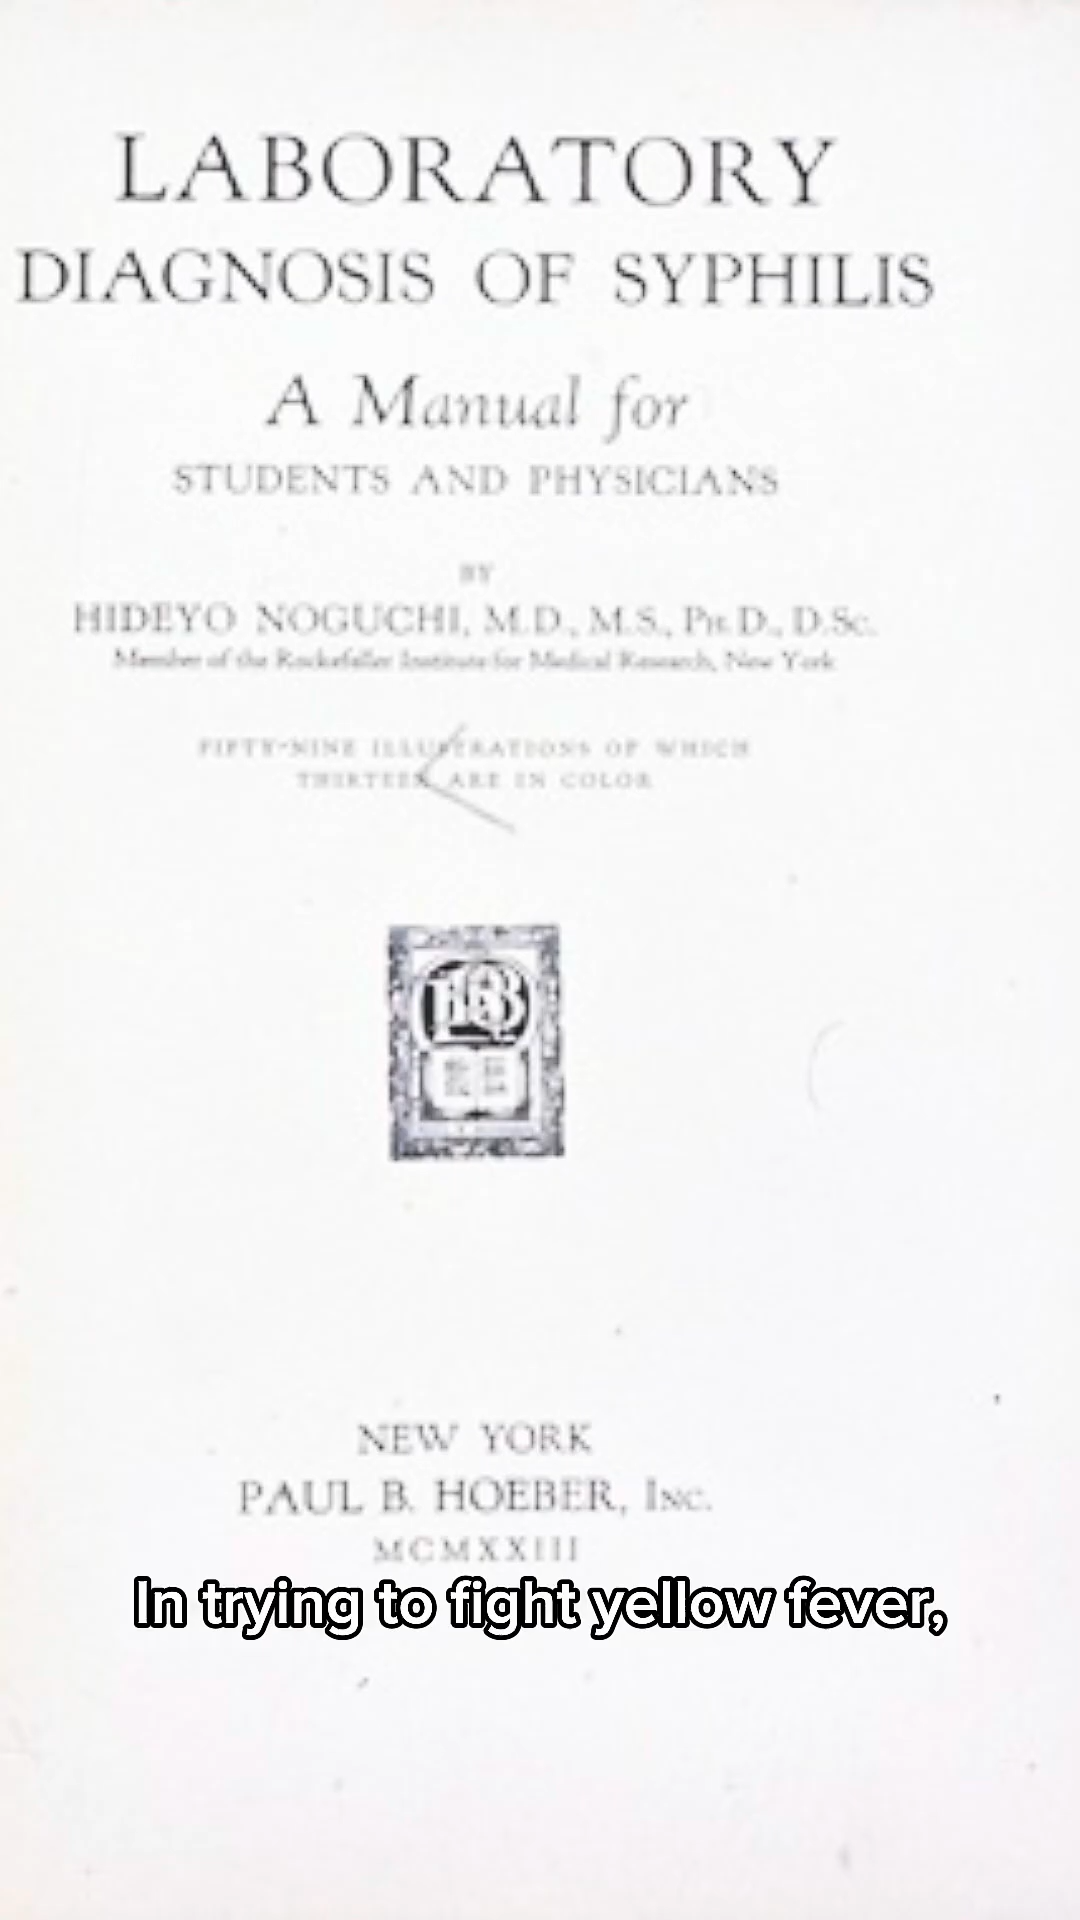 LABORATORY
DIAGNOSIS OF SYPHILIS
A Manual for
STUDENTS AND PHYSICIANS
BY
HIDEYO NOGUCHI, M.D., M.S., PH.D., D.SC.
Member of the Rockefeller Institute for Medical Research, New York
FIFTY-NINE ILLUSTRATIONS OF WHICH
THIRTEEN ARE IN COLOR
NEW YORK
PAUL B. HOEBER, INC.
MCMXXIII
In trying to fight yellow fever,